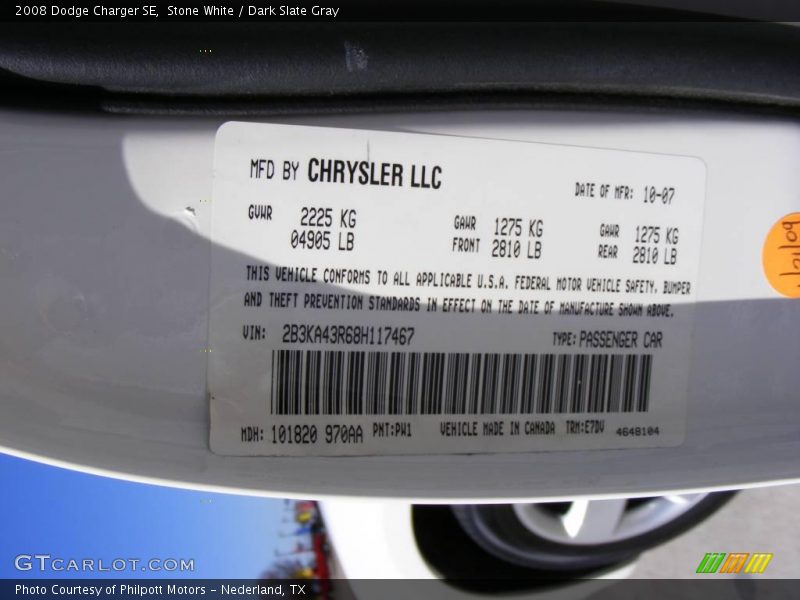 2008 Dodge Charger SE,  Stone White / Dark Slate Gray
MFD BY CHRYSLER LLC
DATE OF MFR: 10-07
GVWR 2225 KG
04905 LB
GAWR 1275 KG
FRONT 2810 LB
GAWR 1275 KG
REAR 2810 LB
THIS VEHICLE CONFORMS TO ALL APPLICABLE U.S.A. FEDERAL MOTOR VEHICLE SAFETY, BUMPER
AND THEFT PREVENTION STANDARDS IN EFFECT ON THE DATE OF MANUFACTURE SHOWN ABOVE.
VIN: 2B3KA43R68H117467
TYPE: PASSENGER CAR
MDH: 101820 970AA PNT:PW1 VEHICLE MADE IN CANADA TRM:E7DV 4648104
GTCARLOT.COM
Photo Courtesy of Philpott Motors - Nederland, TX